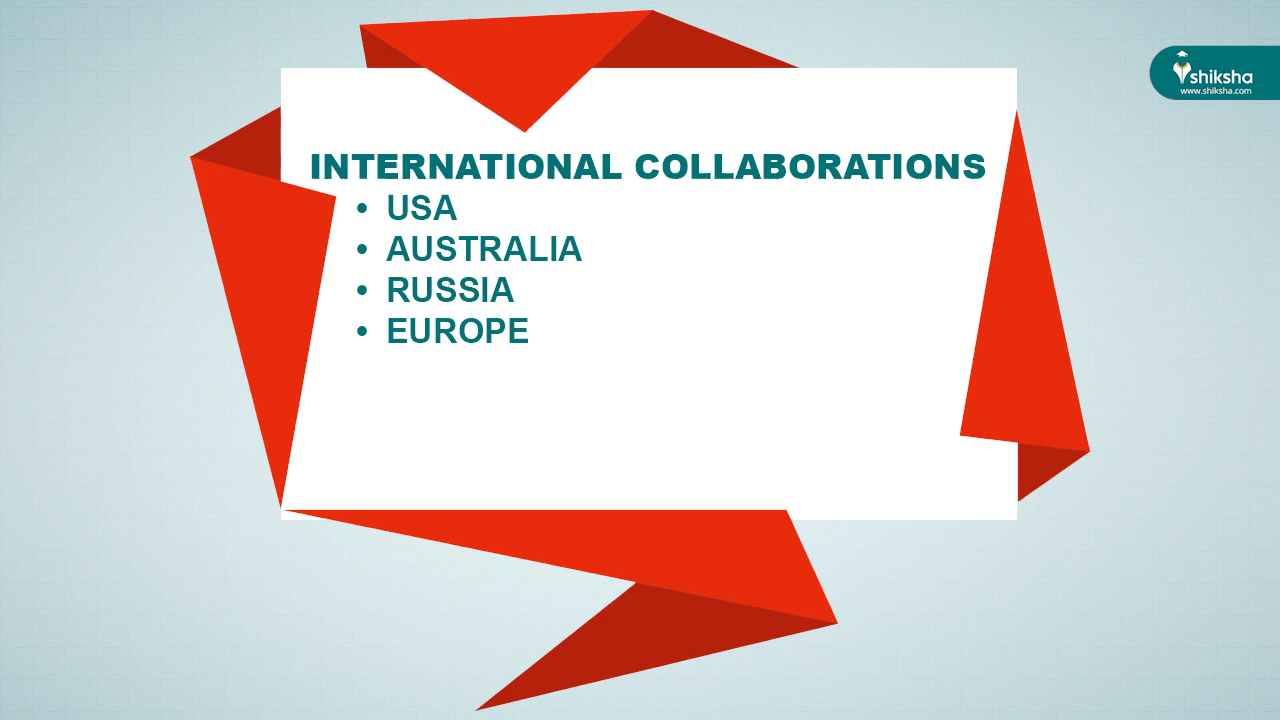 shiksha
www.shiksha.com
INTERNATIONAL COLLABORATIONS
• USA
• AUSTRALIA
• RUSSIA
• EUROPE